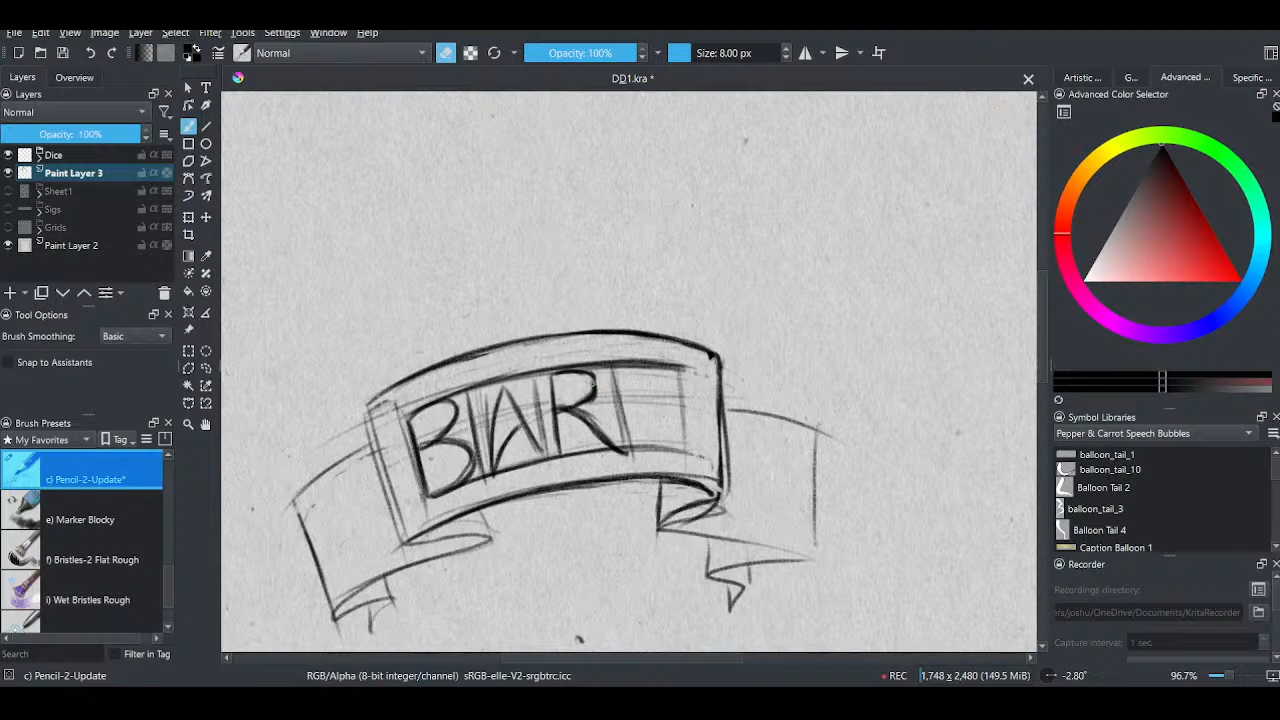 File Edit View Image Layer Select Filter Tools Settings Window Help
Normal
Opacity: 100%
Size: 8.00 px
Layers Overview
DD1.kra *
Artistic ... G... Advanced ... Specific ...
Layers
Normal
Opacity: 100%
Dice
Paint Layer 3
Sheet1
Sigs
Grids
Paint Layer 2
Tool Options
Brush Smoothing: Basic
Snap to Assistants
Brush Presets
My Favorites Tag
c) Pencil-2-Update*
e) Marker Blocky
f) Bristles-2 Flat Rough
i) Wet Bristles Rough
Search Filter in Tag
Advanced Color Selector
Symbol Libraries
Pepper & Carrot Speech Bubbles
balloon_tail_1
balloon_tail_10
Balloon Tail 2
balloon_tail_3
Balloon Tail 4
Caption Balloon 1
Recorder
Recordings directory:
ers/joshu/OneDrive/Documents/KritaRecorder
Capture interval: 1 sec
c) Pencil-2-Update
RGB/Alpha (8-bit integer/channel) sRGB-elle-V2-srgbtrc.icc
REC
1,748 x 2,480 (149.5 MiB)
-2.80°
96.7%